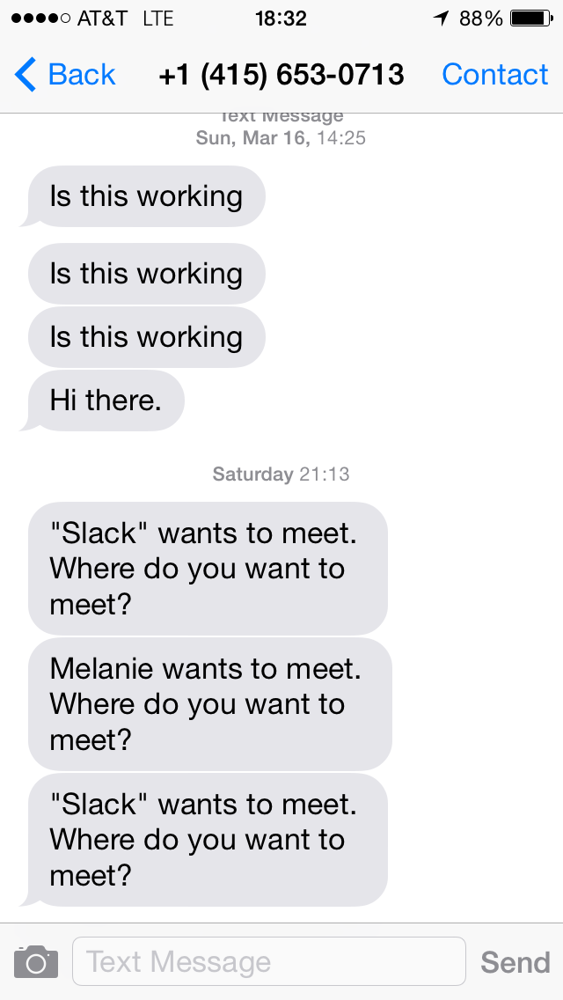 AT&T LTE 18:32 88%
Back +1 (415) 653-0713 Contact
Text Message
Sun, Mar 16, 14:25
Is this working
Is this working
Is this working
Hi there.
Saturday 21:13
"Slack" wants to meet.
Where do you want to
meet?
Melanie wants to meet.
Where do you want to
meet?
"Slack" wants to meet.
Where do you want to
meet?
Text Message Send